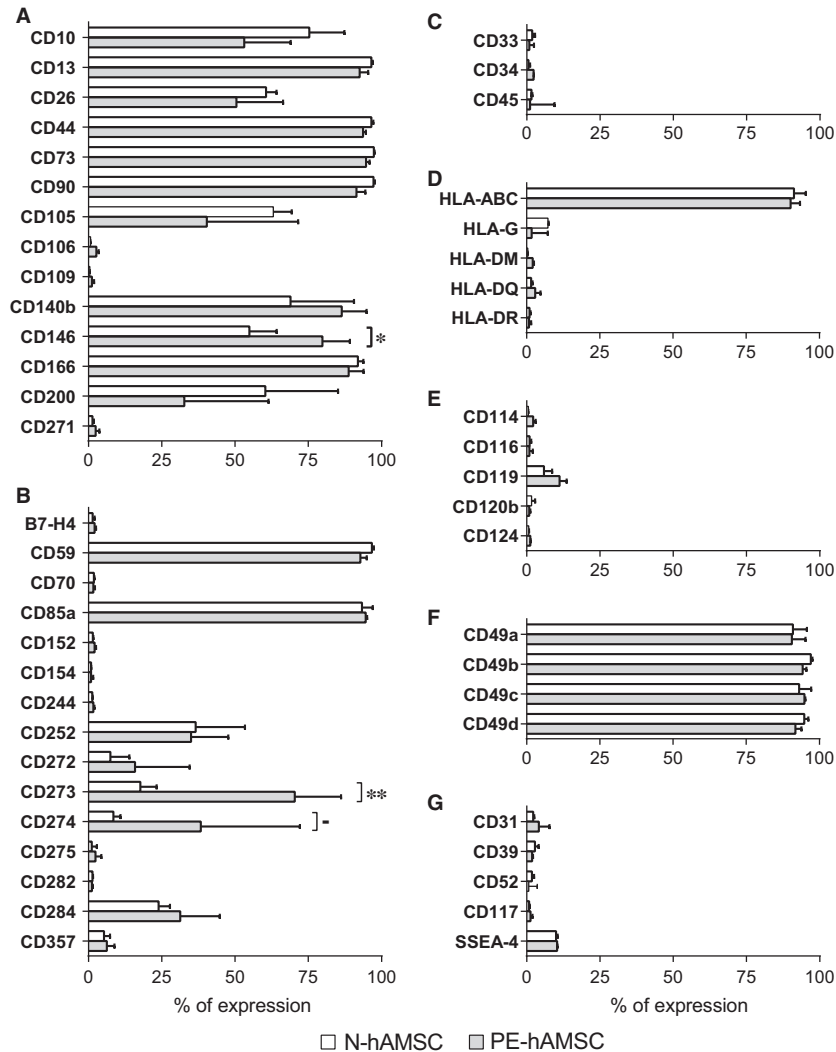 A
CD10
CD13
CD26
CD44
CD73
CD90
CD105
CD106
CD109
CD140b
CD146
*
CD166
CD200
CD271
0 25 50 75 100
B
B7-H4
CD59
CD70
CD85a
CD152
CD154
CD244
CD252
CD272
CD273
**
CD274
-
CD275
CD282
CD284
CD357
0 25 50 75 100
% of expression
C
CD33
CD34
CD45
0 25 50 75 100
D
HLA-ABC
HLA-G
HLA-DM
HLA-DQ
HLA-DR
0 25 50 75 100
E
CD114
CD116
CD119
CD120b
CD124
0 25 50 75 100
F
CD49a
CD49b
CD49c
CD49d
0 25 50 75 100
G
CD31
CD39
CD52
CD117
SSEA-4
0 25 50 75 100
% of expression
N-hAMSC PE-hAMSC